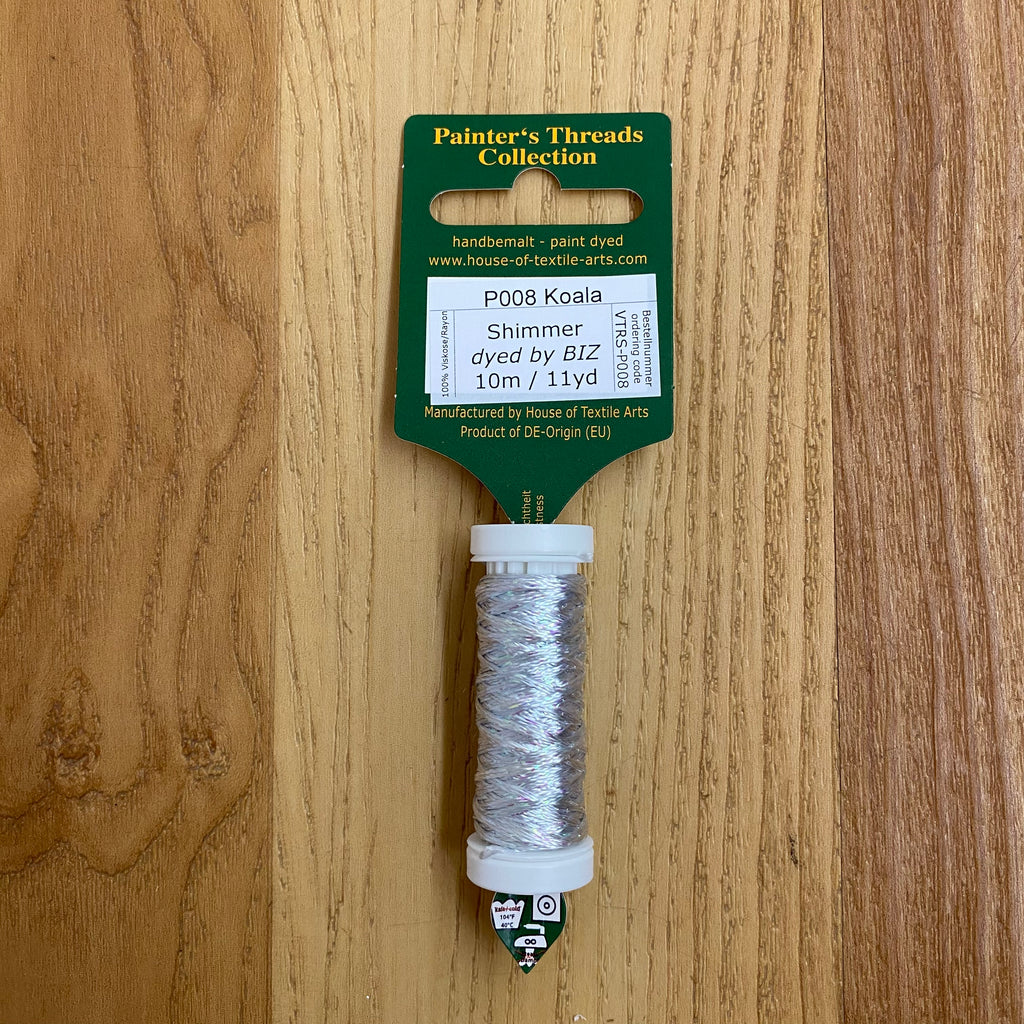 Painter‘s Threads
Collection
handbemalt - paint dyed
www.house-of-textile-arts.com
P008 Koala
100% Viskose/Rayon
Shimmer
dyed by BIZ
10m / 11yd
Bestellnummer
ordering code
VTRS-P008
Manufactured by House of Textile Arts
Product of DE-Origin (EU)
104°F
40°C